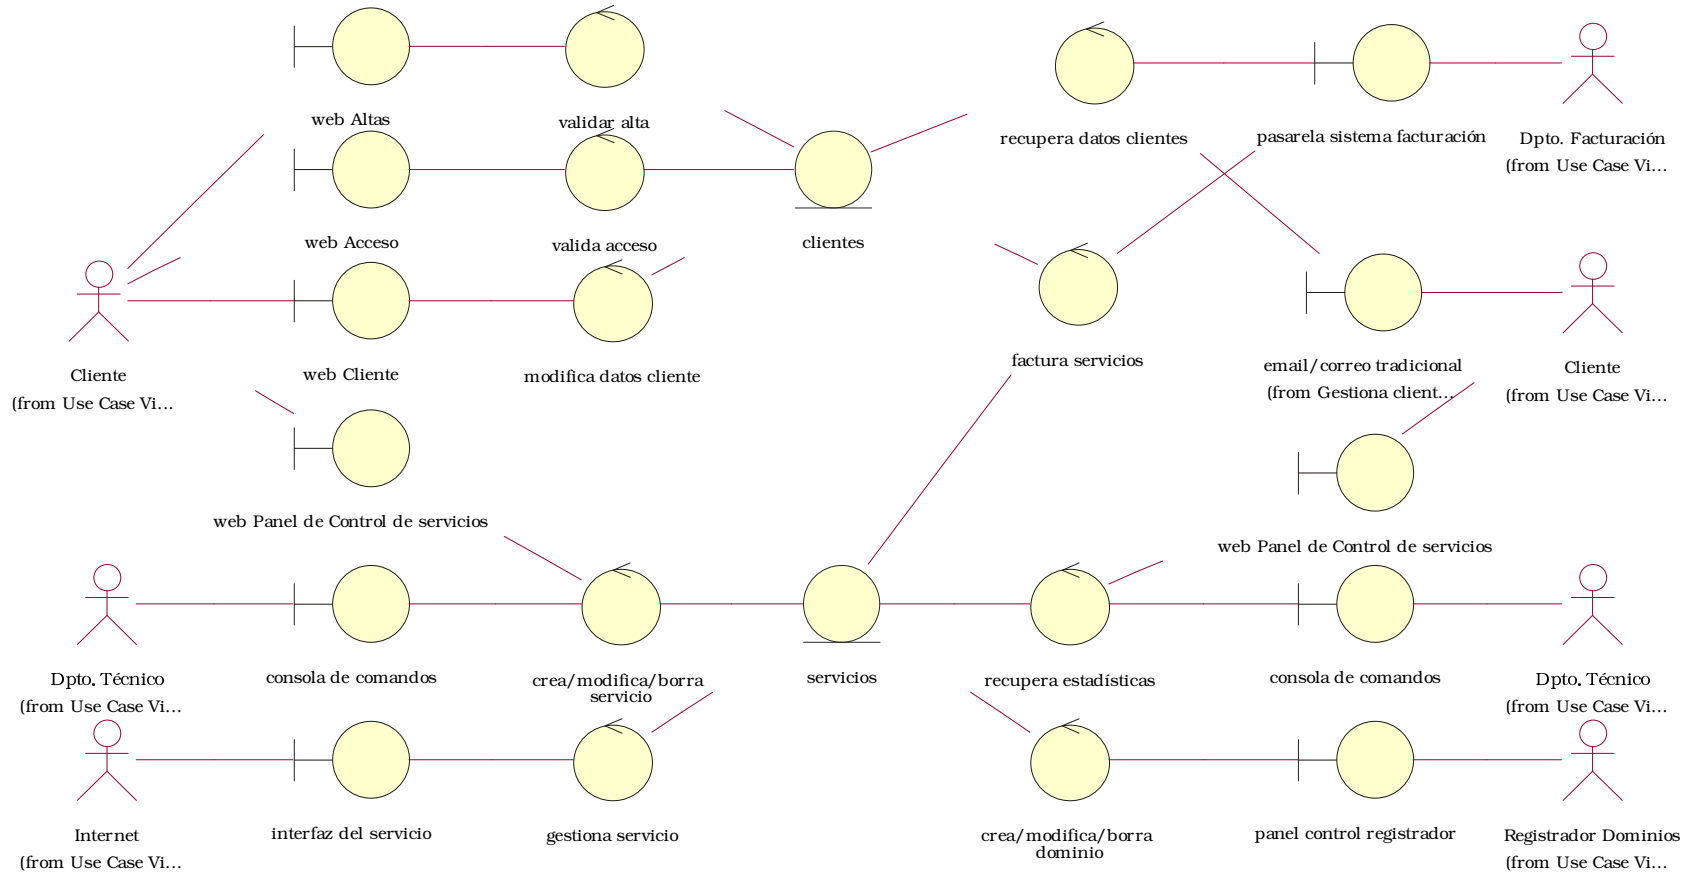 web Altas
validar alta
recupera datos clientes
pasarela sistema facturación
Dpto. Facturación
(from Use Case Vi...
web Acceso
valida acceso
clientes
Cliente
(from Use Case Vi...
web Cliente
modifica datos cliente
factura servicios
email/correo tradicional
(from Gestiona client...
Cliente
(from Use Case Vi...
web Panel de Control de servicios
web Panel de Control de servicios
Dpto. Técnico
(from Use Case Vi...
consola de comandos
crea/modifica/borra
servicio
servicios
recupera estadísticas
consola de comandos
Dpto. Técnico
(from Use Case Vi...
Internet
(from Use Case Vi...
interfaz del servicio
gestiona servicio
crea/modifica/borra
dominio
panel control registrador
Registrador Dominios
(from Use Case Vi...